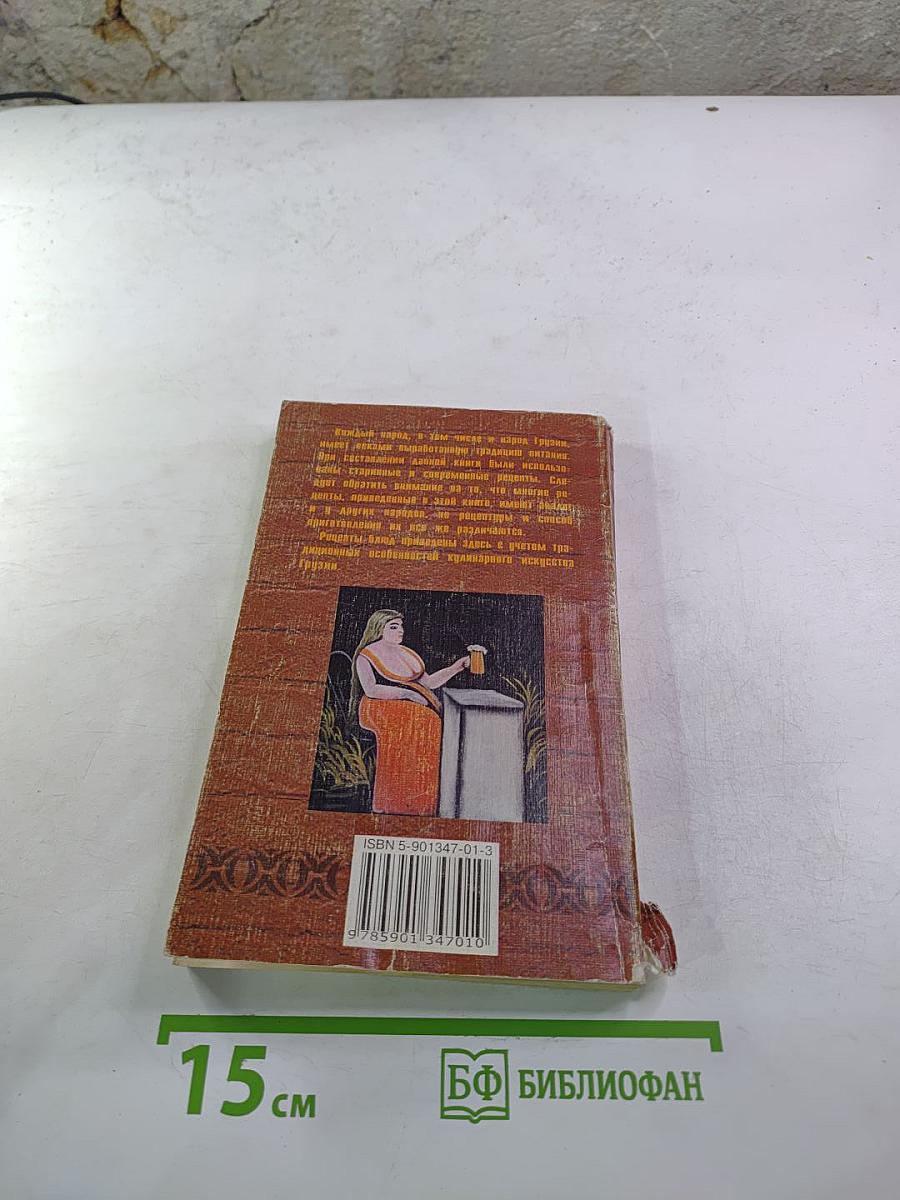 Каждый народ, в том числе и народ Грузии,
имеет веками выработанную традицию питания.
При составлении данной книги были использо-
ваны старинные и современные рецепты. Сле-
дует обратить внимание на то, что многие ре-
цепты, приведенные в этой книге, имеют аналог
и в других народов, но рецептуры и способ
приготовления их все же различаются.
Рецепты блюд приведены здесь с учетом тра-
диционных особенностей кулинарного искусства
Грузии.
ISBN 5-901347-01-3
9 785901 347010
15 см
БФ БИБЛИОФАН